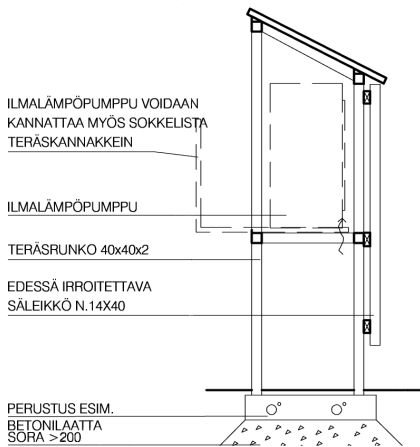 ILMALÄMPÖPUMPPU VOIDAAN
KANNATTAA MYÖS SOKKELISTA
TERÄSKANNAKKEIN
ILMALÄMPÖPUMPPU
TERÄSRUNKO 40x40x2
EDESSÄ IRROITETTAVA
SÄLEIKKÖ N.14X40
PERUSTUS ESIM.
BETONILAATTA
SORA >200